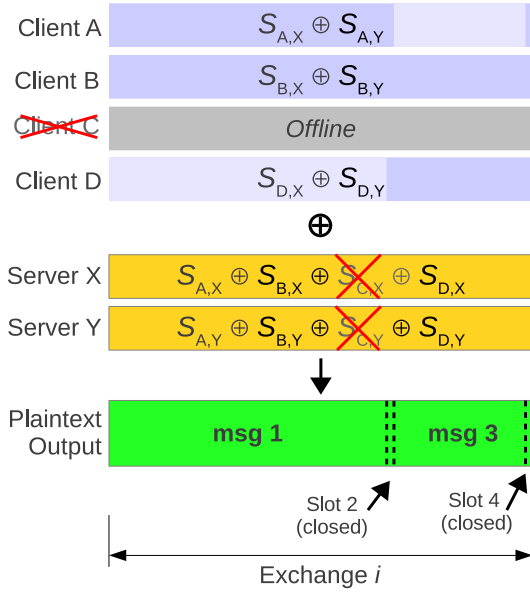 Client A S_A,X ⊕ S_A,Y
Client B S_B,X ⊕ S_B,Y
Client C Offline
Client D S_D,X ⊕ S_D,Y
⊕
Server X S_A,X ⊕ S_B,X ⊕ S_C,X ⊕ S_D,X
Server Y S_A,Y ⊕ S_B,Y ⊕ S_C,Y ⊕ S_D,Y
Plaintext
Output
msg 1 msg 3
Slot 2
(closed)
Slot 4
(closed)
Exchange i